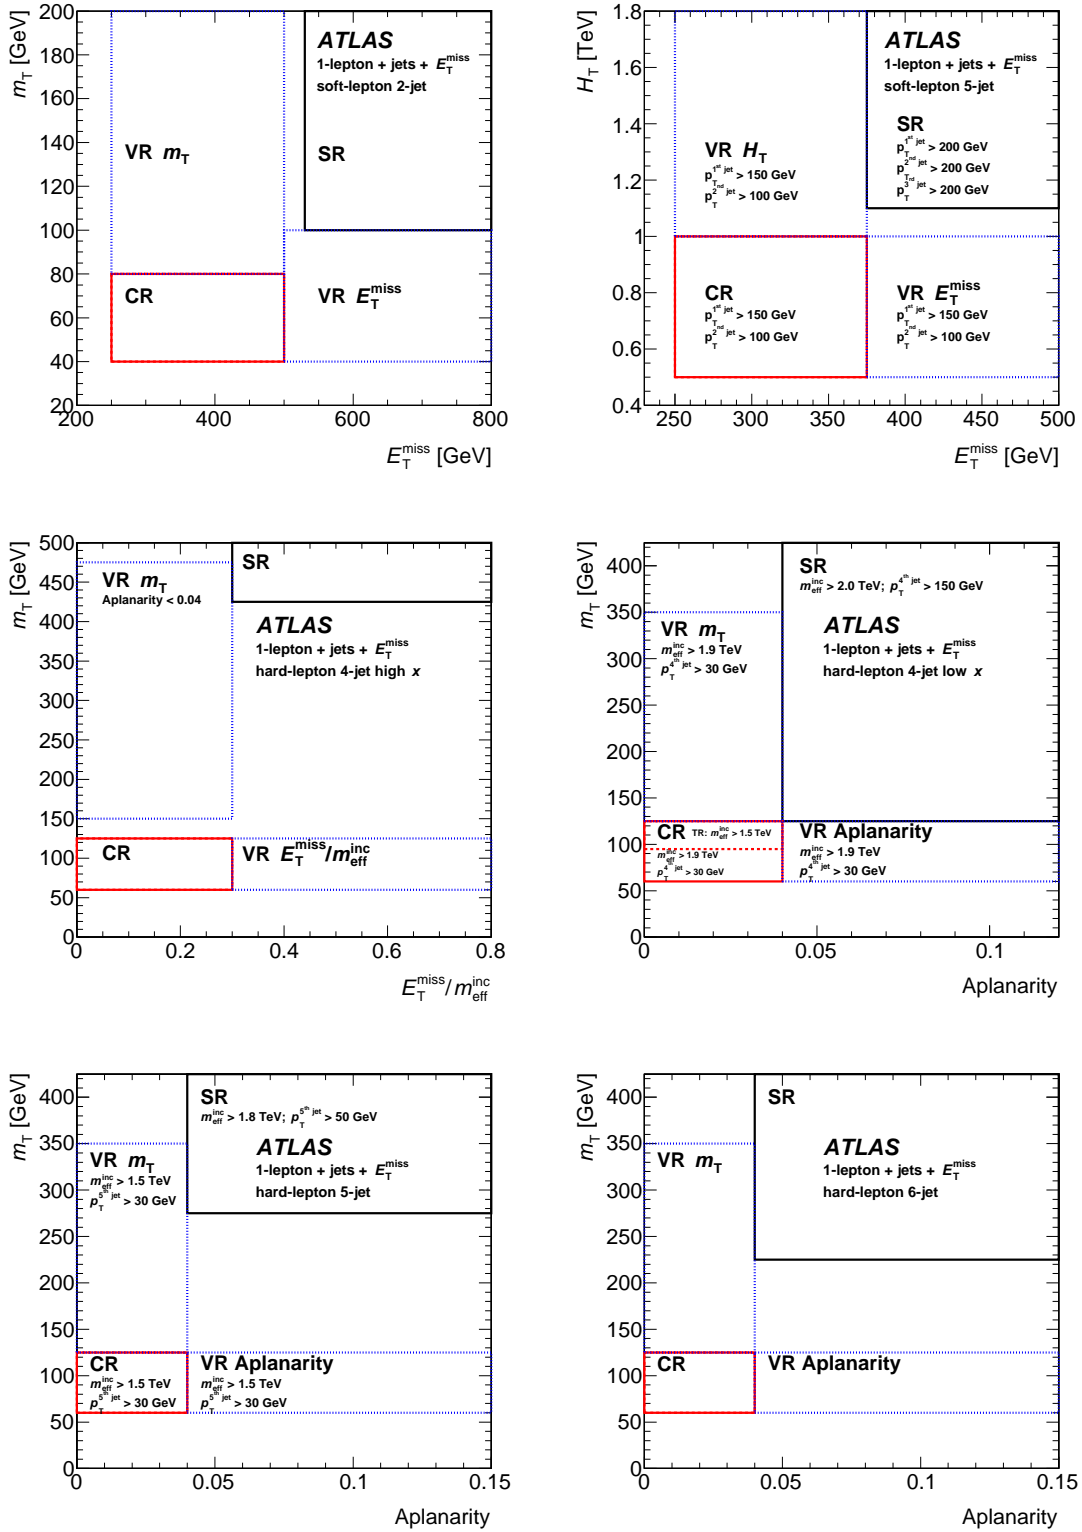 m_T [GeV]
200
180
160
140
120
100
80
60
40
20
200 400 600 800
E_T^miss [GeV]
ATLAS
1-lepton + jets + E_T^miss
soft-lepton 2-jet
VR m_T
SR
CR
VR E_T^miss
H_T [TeV]
1.8
1.6
1.4
1.2
1
0.8
0.6
0.4
250 300 350 400 450 500
E_T^miss [GeV]
ATLAS
1-lepton + jets + E_T^miss
soft-lepton 5-jet
SR
p_T^1st jet > 200 GeV
p_T^2nd jet > 200 GeV
p_T^3rd jet > 200 GeV
VR H_T
p_T^1st jet > 150 GeV
p_T^2nd jet > 100 GeV
CR
p_T^1st jet > 150 GeV
p_T^2nd jet > 100 GeV
VR E_T^miss
p_T^1st jet > 150 GeV
p_T^2nd jet > 100 GeV
m_T [GeV]
500
450
400
350
300
250
200
150
100
50
0
0 0.2 0.4 0.6 0.8
E_T^miss/m_eff^inc
SR
VR m_T
Aplanarity < 0.04
ATLAS
1-lepton + jets + E_T^miss
hard-lepton 4-jet high x
CR
VR E_T^miss/m_eff^inc
m_T [GeV]
400
350
300
250
200
150
100
50
0
0 0.05 0.1
Aplanarity
SR
m_eff^inc > 2.0 TeV; p_T^4th jet > 150 GeV
VR m_T
m_eff^inc > 1.9 TeV
p_T^4th jet > 30 GeV
ATLAS
1-lepton + jets + E_T^miss
hard-lepton 4-jet low x
CR TR: m_eff^inc > 1.5 TeV
m_eff^inc > 1.9 TeV
p_T^4th jet > 30 GeV
VR Aplanarity
m_eff^inc > 1.9 TeV
p_T^4th jet > 30 GeV
m_T [GeV]
400
350
300
250
200
150
100
50
0
0 0.05 0.1 0.15
Aplanarity
SR
m_eff^inc > 1.8 TeV; p_T^5th jet > 50 GeV
ATLAS
1-lepton + jets + E_T^miss
hard-lepton 5-jet
VR m_T
m_eff^inc > 1.5 TeV
p_T^5th jet > 30 GeV
CR
m_eff^inc > 1.5 TeV
p_T^5th jet > 30 GeV
VR Aplanarity
m_eff^inc > 1.5 TeV
p_T^5th jet > 30 GeV
m_T [GeV]
400
350
300
250
200
150
100
50
0
0 0.05 0.1 0.15
Aplanarity
SR
ATLAS
1-lepton + jets + E_T^miss
hard-lepton 6-jet
VR m_T
CR
VR Aplanarity